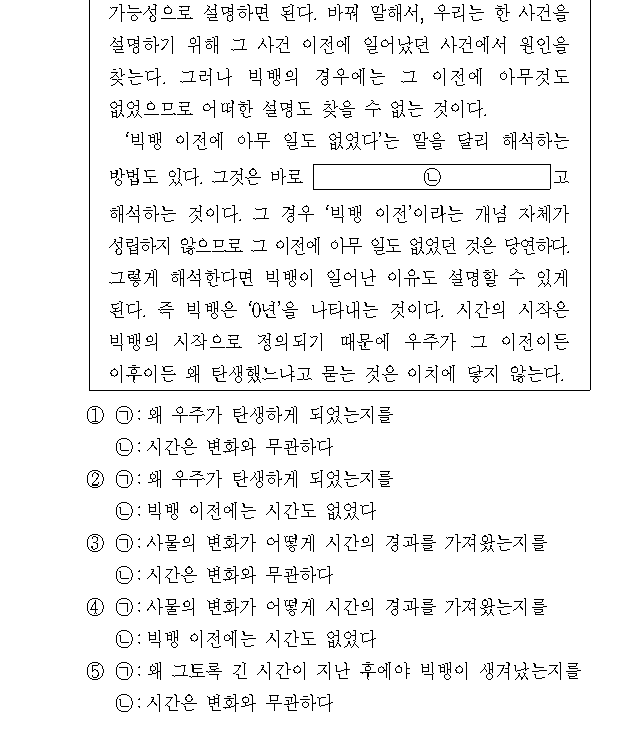 가능성으로 설명하면 된다. 바꿔 말해서, 우리는 한 사건을
설명하기 위해 그 사건 이전에 일어났던 사건에서 원인을
찾는다. 그러나 빅뱅의 경우에는 그 이전에 아무것도
없었으므로 어떠한 설명도 찾을 수 없는 것이다.
'빅뱅 이전에 아무 일도 없었다'는 말을 달리 해석하는
방법도 있다. 그것은 바로 ㉡ 고
해석하는 것이다. 그 경우 '빅뱅 이전'이라는 개념 자체가
성립하지 않으므로 그 이전에 아무 일도 없었던 것은 당연하다.
그렇게 해석한다면 빅뱅이 일어난 이유도 설명할 수 있게
된다. 즉 빅뱅은 '0년'을 나타내는 것이다. 시간의 시작은
빅뱅의 시작으로 정의되기 때문에 우주가 그 이전이든
이후이든 왜 탄생했느냐고 묻는 것은 이치에 닿지 않는다.
① ㉠: 왜 우주가 탄생하게 되었는지를
㉡: 시간은 변화와 무관하다
② ㉠: 왜 우주가 탄생하게 되었는지를
㉡: 빅뱅 이전에는 시간도 없었다
③ ㉠: 사물의 변화가 어떻게 시간의 경과를 가져왔는지를
㉡: 시간은 변화와 무관하다
④ ㉠: 사물의 변화가 어떻게 시간의 경과를 가져왔는지를
㉡: 빅뱅 이전에는 시간도 없었다
⑤ ㉠: 왜 그토록 긴 시간이 지난 후에야 빅뱅이 생겨났는지를
㉡: 시간은 변화와 무관하다